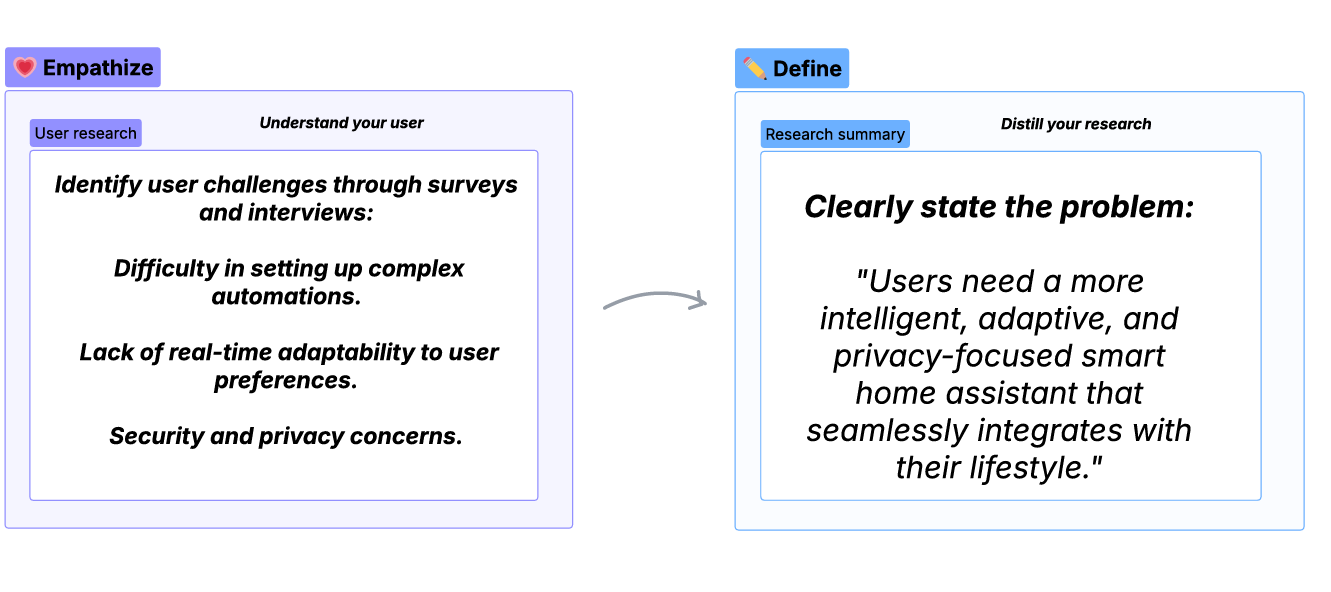 Empathize
Understand your user
User research
Identify user challenges through surveys
and interviews:
Difficulty in setting up complex
automations.
Lack of real-time adaptability to user
preferences.
Security and privacy concerns.
Define
Distill your research
Research summary
Clearly state the problem:
"Users need a more
intelligent, adaptive, and
privacy-focused smart
home assistant that
seamlessly integrates with
their lifestyle."